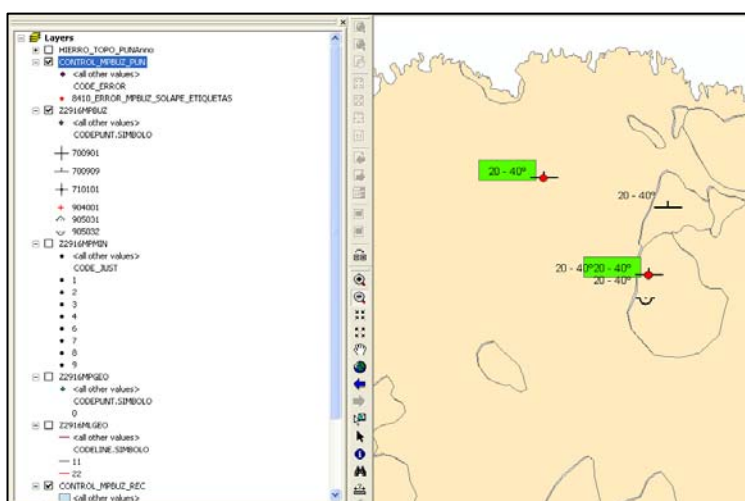 Layers
HIERRO_TOPO_PUNAnno
CONTROL_MPBUZ_PUN
<all other values>
CODE_ERROR
8410_ERROR_MPBUZ_SOLAPE_ETIQUETAS
Z2916MPBUZ
<all other values>
CODEPUNT.SIMBOLO
700901
700909
710101
904001
905031
905032
Z2916MPMIN
<all other values>
CODE_JUST
1
2
3
4
6
7
8
9
Z2916MPGEO
<all other values>
CODEPUNT.SIMBOLO
0
Z2916MLGEO
<all other values>
CODELINE.SIMBOLO
11
22
CONTROL_MPBUZ_REC
<all other values>
20 - 40º
20 - 40º
20 - 40º20 - 40º
20 - 40º